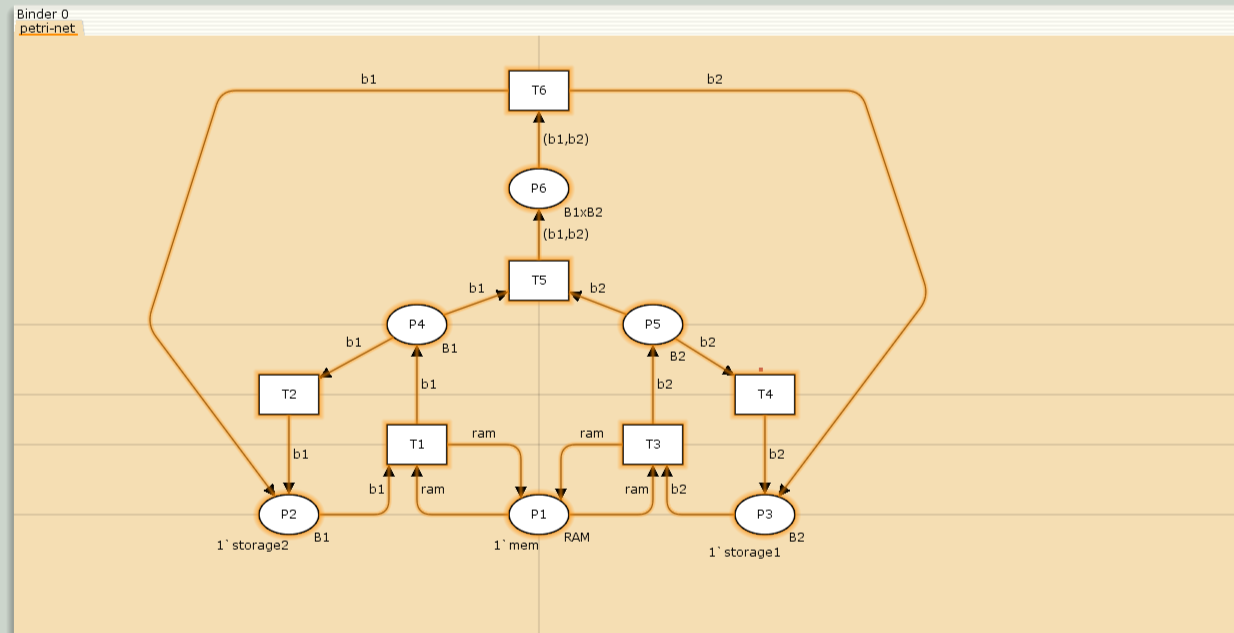 Binder 0
petri-net
b1
T6
b2
(b1,b2)
P6
B1xB2
(b1,b2)
T5
b1
b2
P4
P5
b1
B1
B2
b2
T2
b1
b2
T4
b1
T1
ram
ram
T3
b2
b1
ram
ram
b2
P2
B1
1`storage2
P1
RAM
1`mem
P3
B2
1`storage1